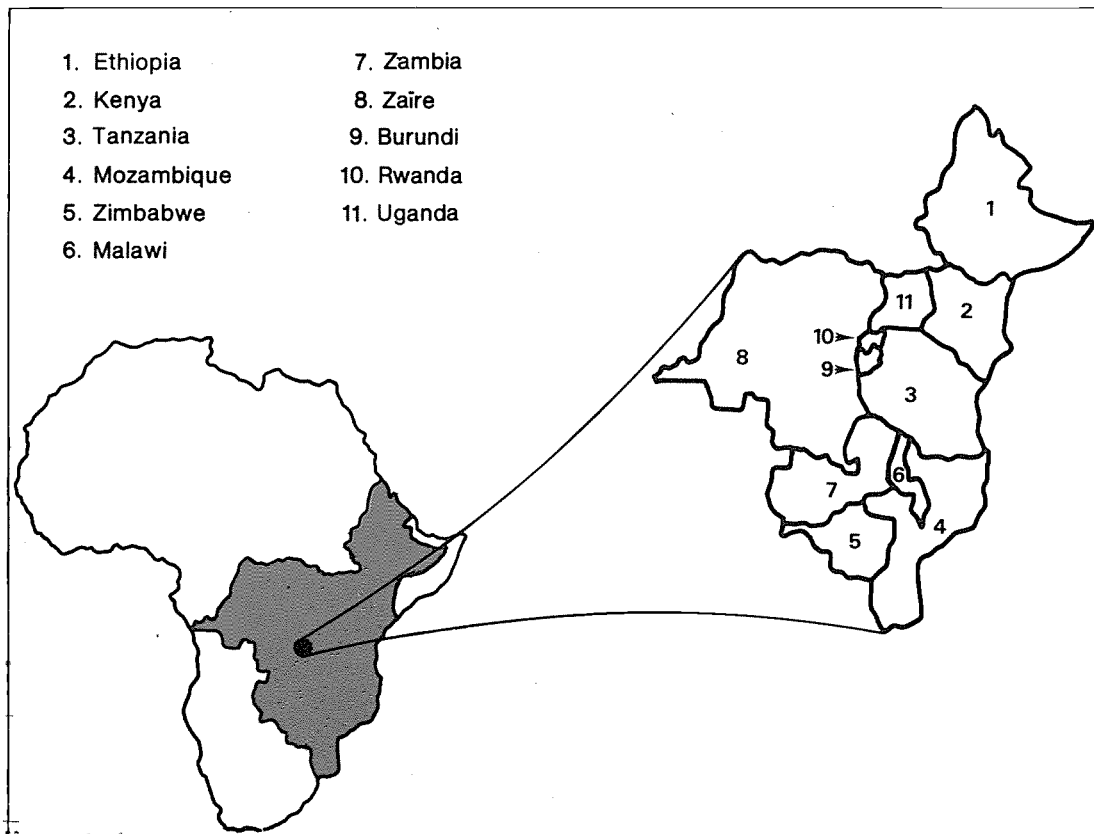 1. Ethiopia
2. Kenya
3. Tanzania
4. Mozambique
5. Zimbabwe
6. Malawi
7. Zambia
8. Zaïre
9. Burundi
10. Rwanda
11. Uganda
1
11
2
10
8
9
3
6
7
4
5